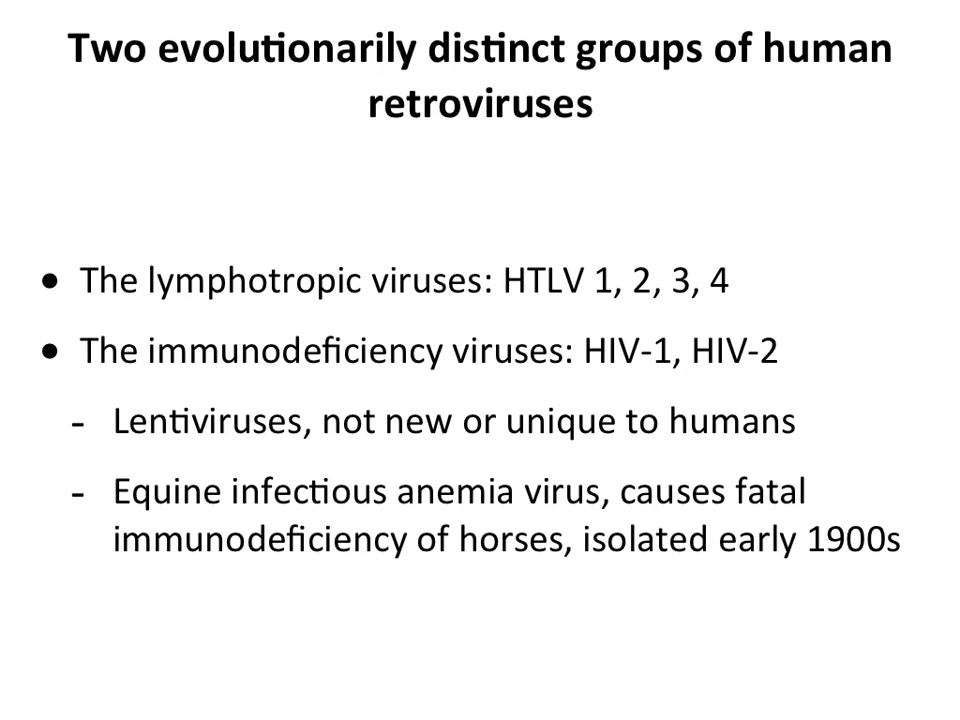 Two evolutionarily distinct groups of human
retroviruses
• The lymphotropic viruses: HTLV 1, 2, 3, 4
• The immunodeficiency viruses: HIV-1, HIV-2
- Lentiviruses, not new or unique to humans
- Equine infectious anemia virus, causes fatal
immunodeficiency of horses, isolated early 1900s